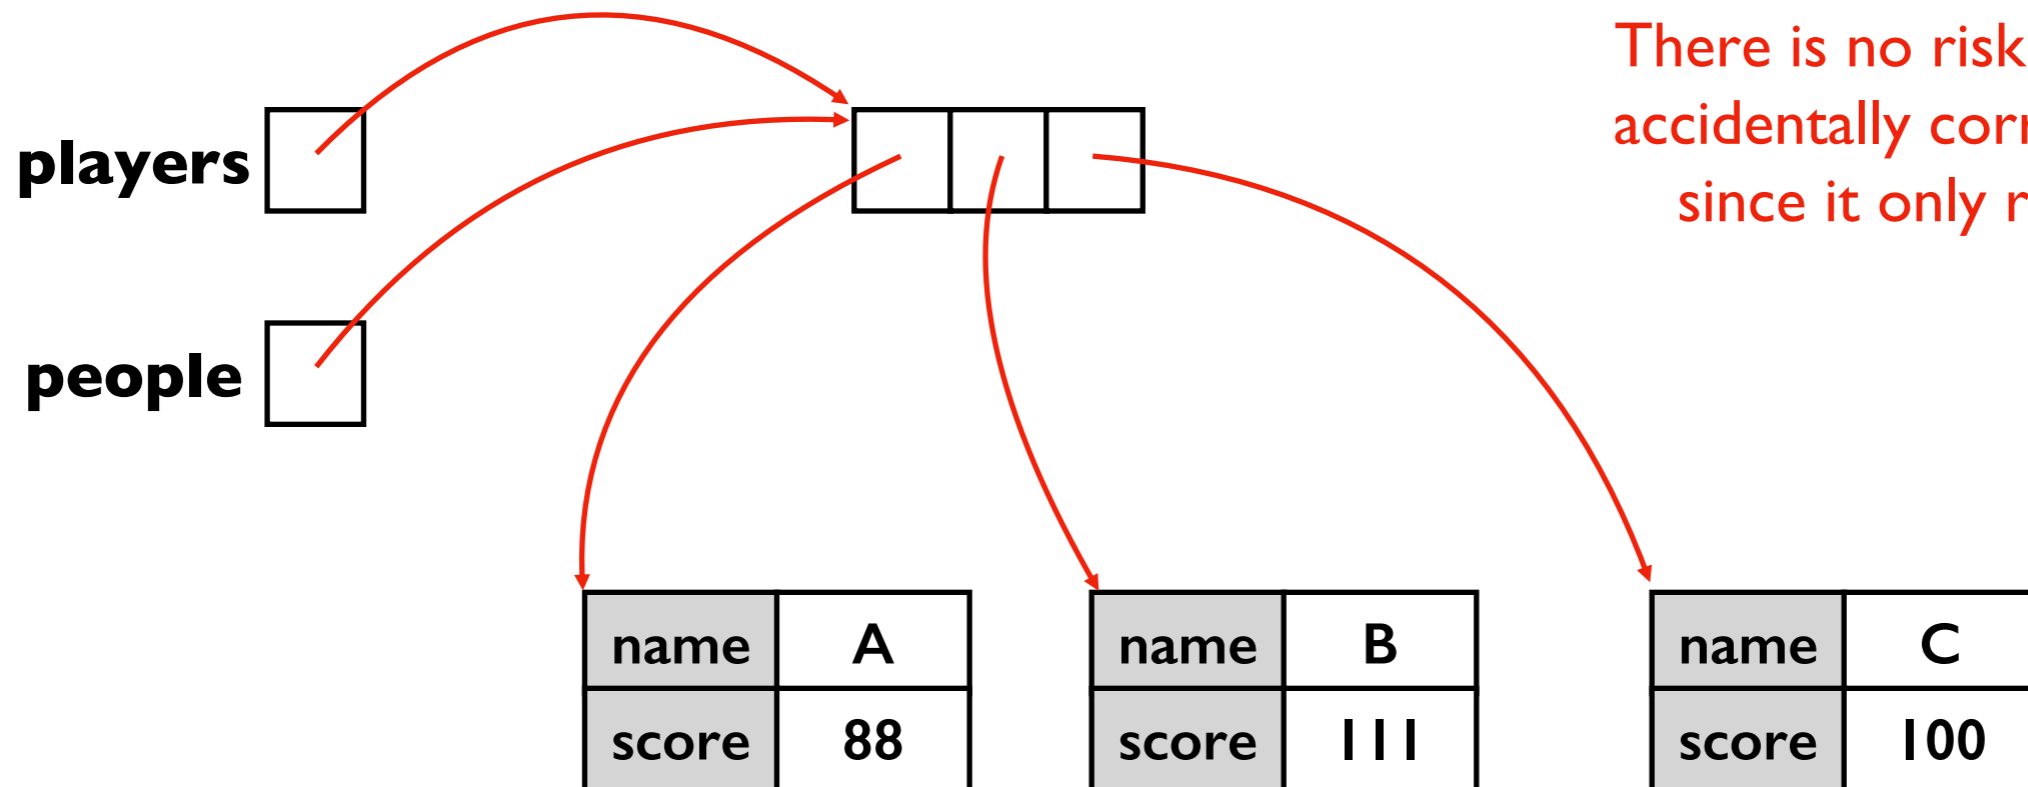 There is no risk
accidentally
since it only
players
people
name A name B name C
score 88 score 111 score 100